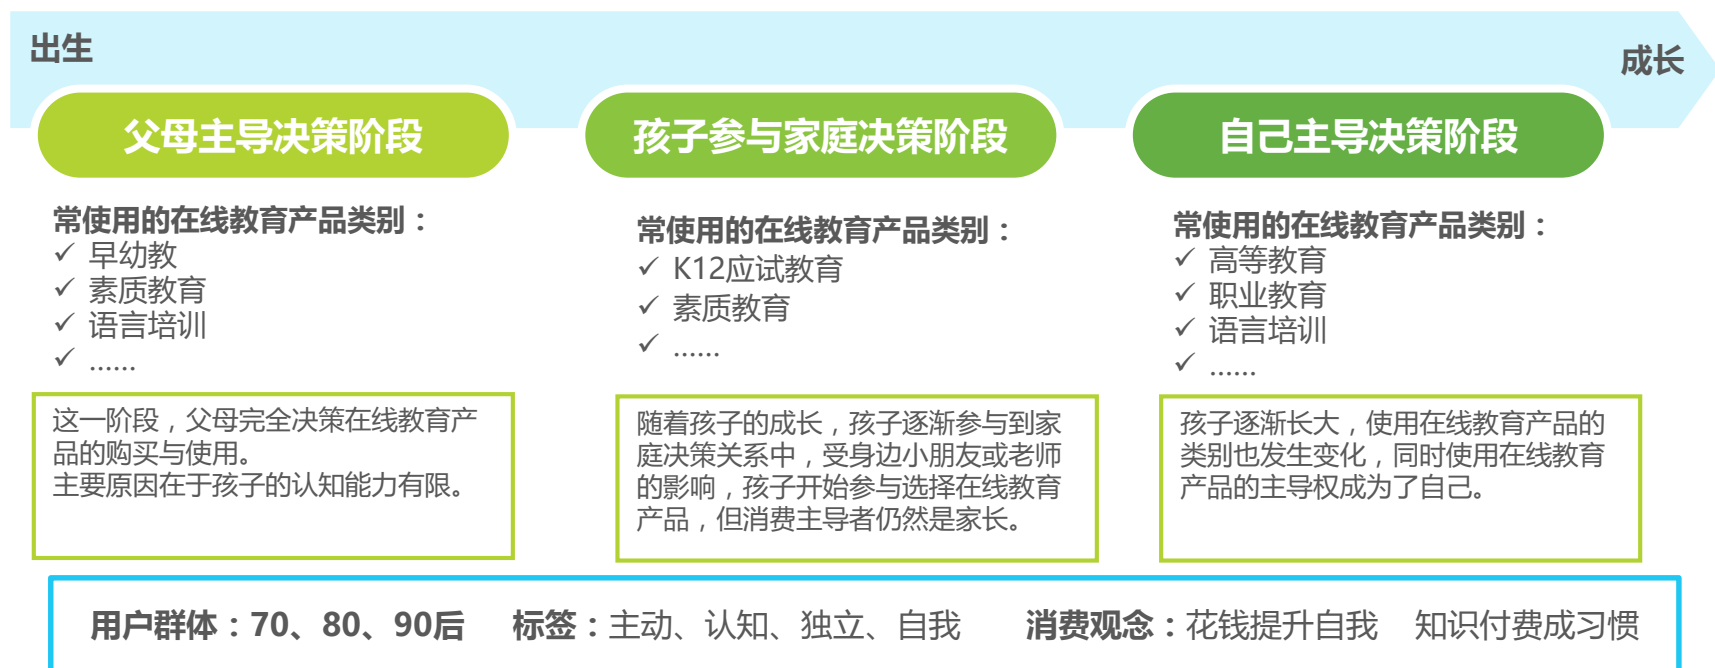 出生
成长
父母主导决策阶段
孩子参与家庭决策阶段
自己主导决策阶段
常使用的在线教育产品类别：
✓ 早幼教
✓ 素质教育
✓ 语言培训
✓ ......
这一阶段，父母完全决策在线教育产
品的购买与使用。
主要原因在于孩子的认知能力有限。
常使用的在线教育产品类别：
✓ K12应试教育
✓ 素质教育
✓ ......
随着孩子的成长，孩子逐渐参与到家
庭决策关系中，受身边小朋友或老师
的影响，孩子开始参与选择在线教育
产品，但消费主导者仍然是家长。
常使用的在线教育产品类别：
✓ 高等教育
✓ 职业教育
✓ 语言培训
✓ ......
孩子逐渐长大，使用在线教育产品的
类别也发生变化，同时使用在线教育
产品的主导权成为了自己。
用户群体：70、80、90后 标签：主动、认知、独立、自我 消费观念：花钱提升自我 知识付费成习惯